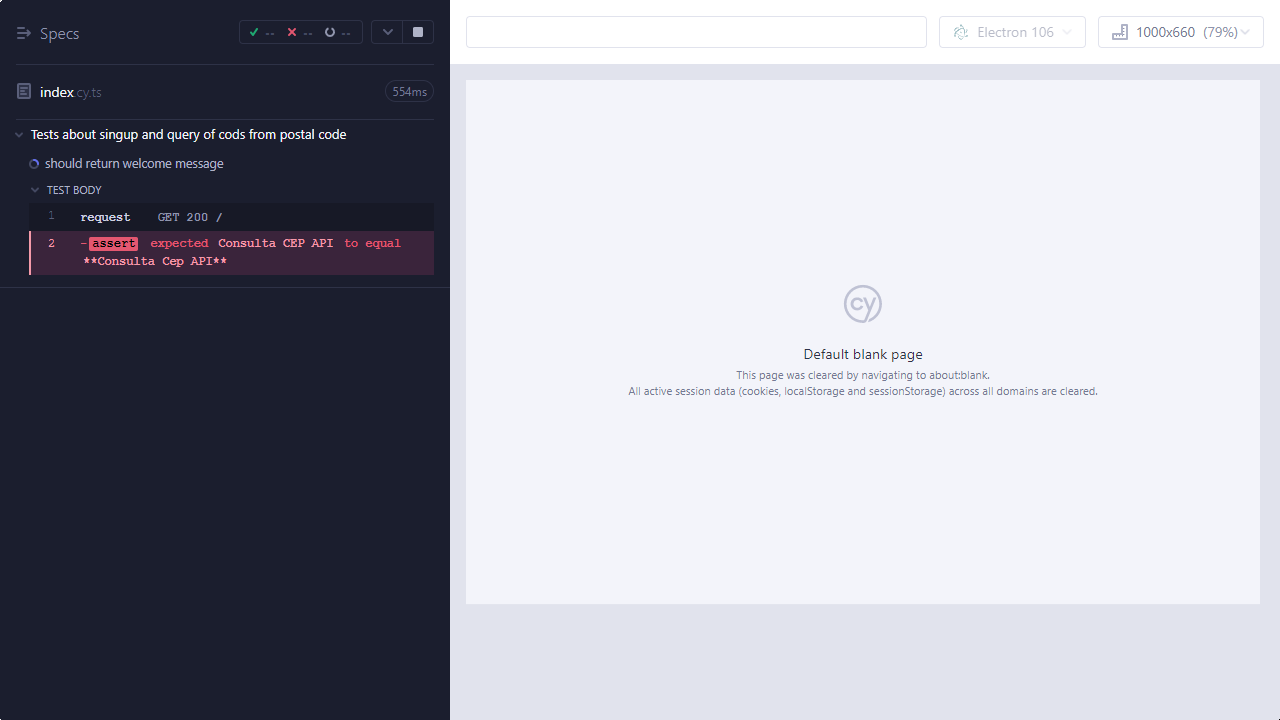 Specs
-- -- --
Electron 106
1000x660 (79%)
index.cy.ts
554ms
Tests about singup and query of cods from postal code
should return welcome message
TEST BODY
1 request GET 200 /
2 -assert expected Consulta CEP API to equal
**Consulta Cep API**
cy
Default blank page
This page was cleared by navigating to about:blank.
All active session data (cookies, localStorage and sessionStorage) across all domains are cleared.